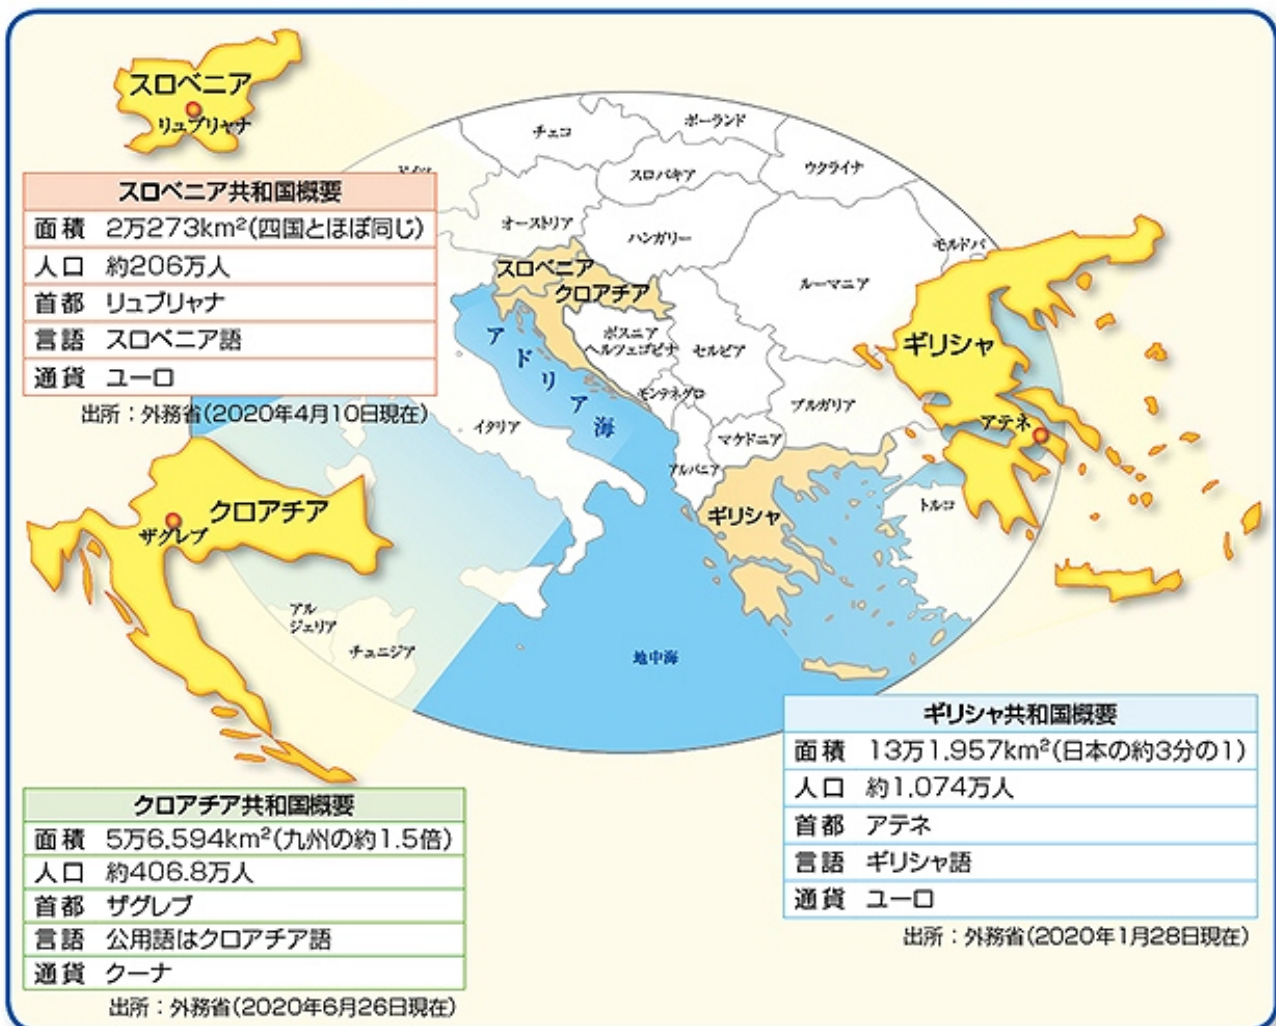 スロベニア
リュブリャナ
スロベニア共和国概要
面積 2万273km²(四国とほぼ同じ)
人口 約206万人
首都 リュブリャナ
言語 スロベニア語
通貨 ユーロ
出所：外務省(2020年4月10日現在)
チェコ
ポーランド
スロバキア
ウクライナ
オーストリア
ハンガリー
モルドバ
スロベニア
クロアチア
ルーマニア
ボスニア
ヘルツェゴビナ
セルビア
モンテネグロ
ブルガリア
アドリア海
イタリア
マケドニア
アルバニア
ギリシャ
トルコ
アル
ジェリア
チュニジア
地中海
ギリシャ
アテネ
クロアチア
ザグレブ
クロアチア共和国概要
面積 5万6,594km²(九州の約1.5倍)
人口 約406.8万人
首都 ザグレブ
言語 公用語はクロアチア語
通貨 クーナ
出所：外務省(2020年6月26日現在)
ギリシャ共和国概要
面積 13万1,957km²(日本の約3分の1)
人口 約1,074万人
首都 アテネ
言語 ギリシャ語
通貨 ユーロ
出所：外務省(2020年1月28日現在)